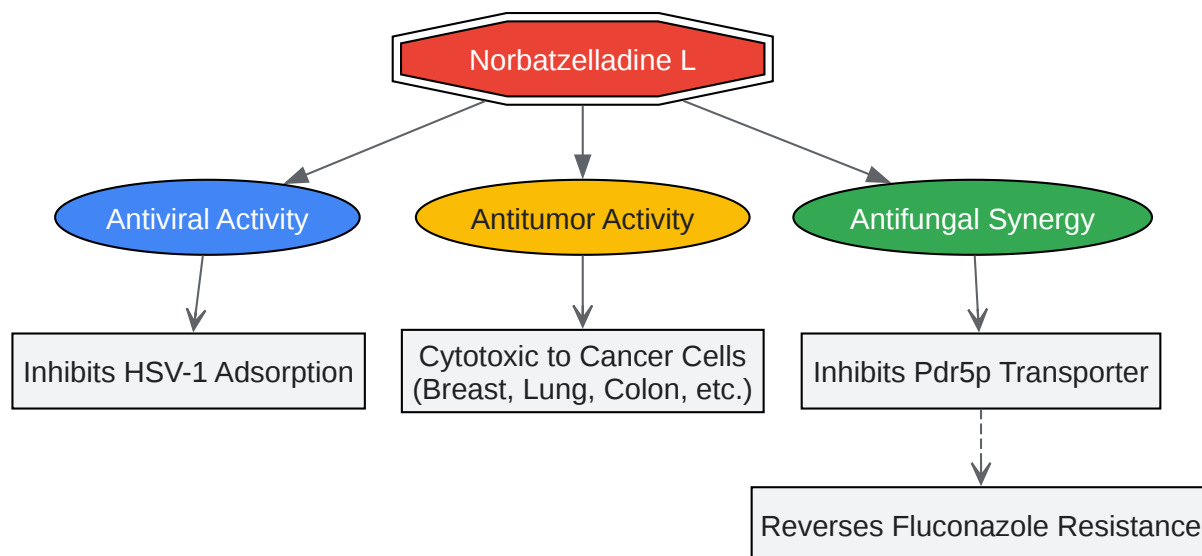 Norbatzelladine L
Antiviral Activity
Antitumor Activity
Antifungal Synergy
Inhibits HSV-1 Adsorption
Cytotoxic to Cancer Cells
(Breast, Lung, Colon, etc.)
Inhibits Pdr5p Transporter
Reverses Fluconazole Resistance